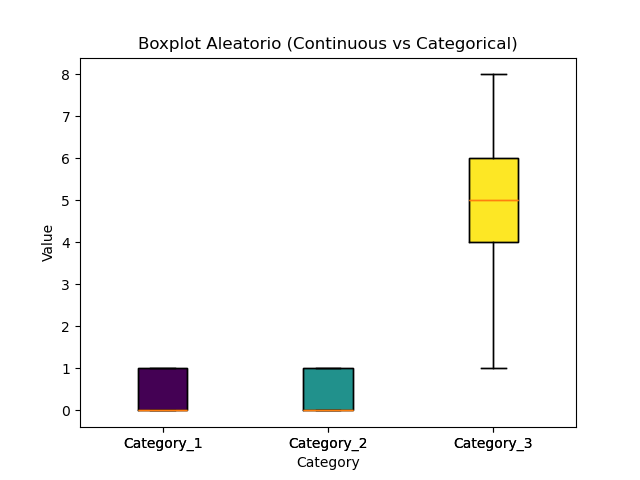 Boxplot Aleatorio (Continuous vs Categorical)
8
7
6
5
4
3
2
1
0
Value
Category_1 Category_2 Category_3
Category